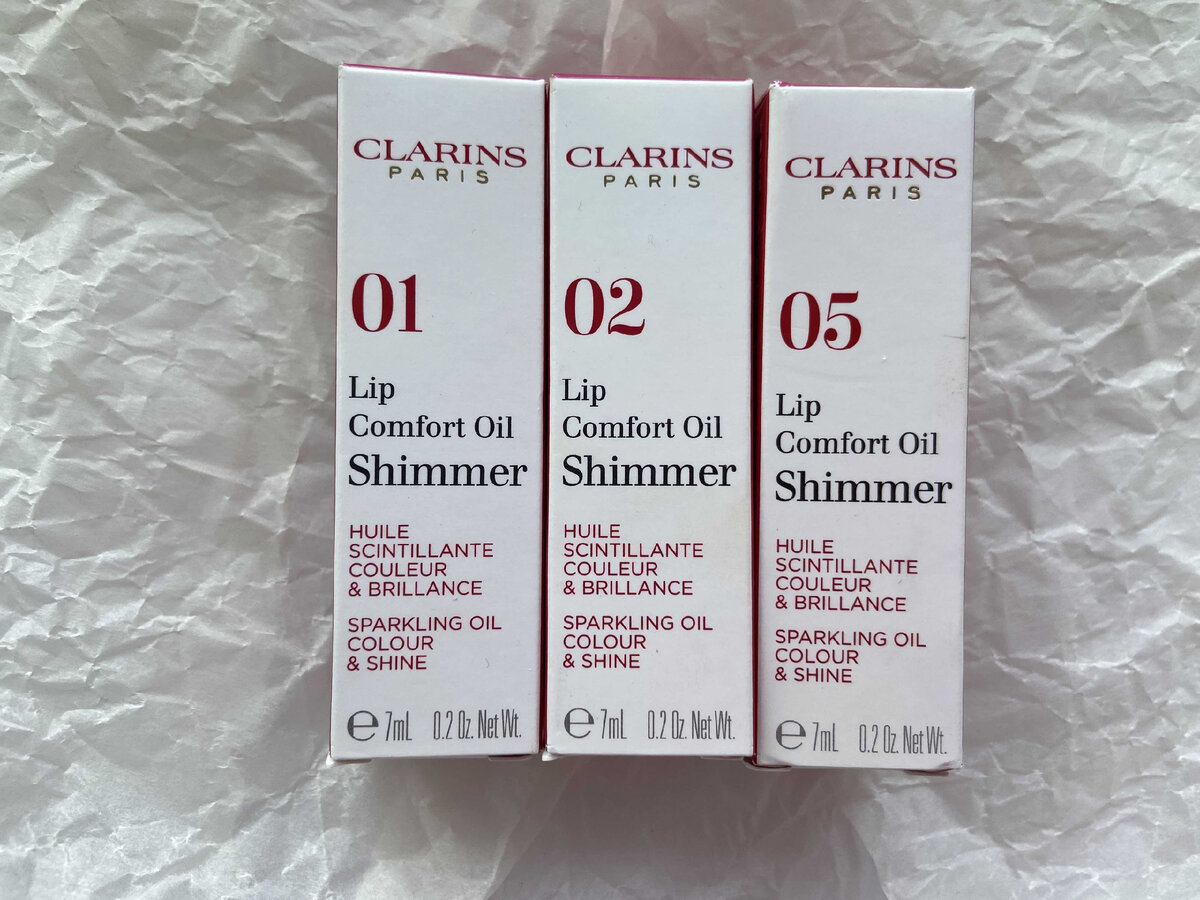 CLARINS
PARIS
01
Lip
Comfort Oil
Shimmer
HUILE
SCINTILLANTE
COULEUR
& BRILLANCE
SPARKLING OIL
COLOUR
& SHINE
℮ 7mL 0.2 Oz. Net Wt.
CLARINS
PARIS
02
Lip
Comfort Oil
Shimmer
HUILE
SCINTILLANTE
COULEUR
& BRILLANCE
SPARKLING OIL
COLOUR
& SHINE
℮ 7mL 0.2 Oz. Net Wt.
CLARINS
PARIS
05
Lip
Comfort Oil
Shimmer
HUILE
SCINTILLANTE
COULEUR
& BRILLANCE
SPARKLING OIL
COLOUR
& SHINE
℮ 7mL 0.2 Oz. Net Wt.